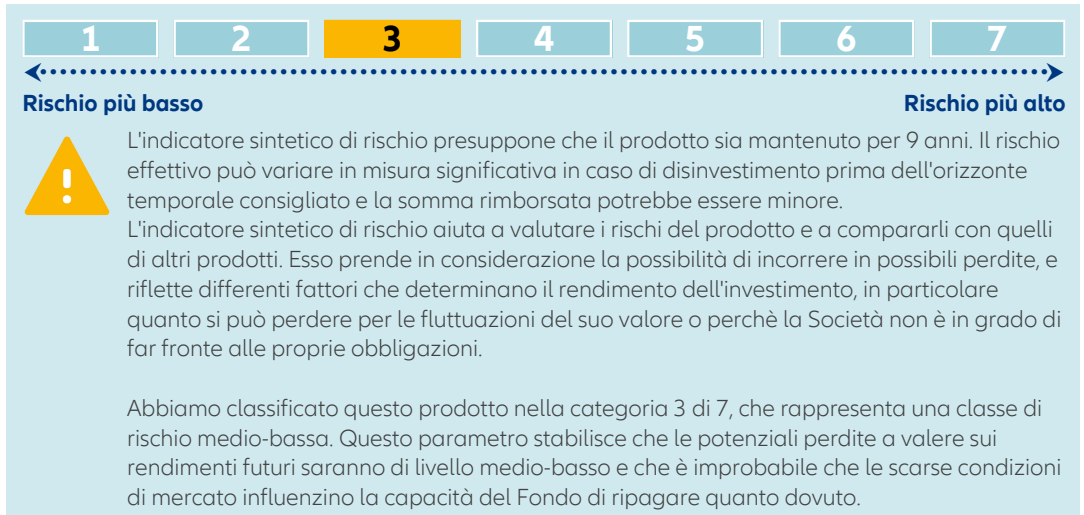 1 2 3 4 5 6 7
Rischio più basso Rischio più alto
L'indicatore sintetico di rischio presuppone che il prodotto sia mantenuto per 9 anni. Il rischio
effettivo può variare in misura significativa in caso di disinvestimento prima dell'orizzonte
temporale consigliato e la somma rimborsata potrebbe essere minore.
L'indicatore sintetico di rischio aiuta a valutare i rischi del prodotto e a compararli con quelli
di altri prodotti. Esso prende in considerazione la possibilità di incorrere in possibili perdite, e
riflette differenti fattori che determinano il rendimento dell'investimento, in particolare
quanto si può perdere per le fluttuazioni del suo valore o perchè la Società non è in grado di
far fronte alle proprie obbligazioni.
Abbiamo classificato questo prodotto nella categoria 3 di 7, che rappresenta una classe di
rischio medio-bassa. Questo parametro stabilisce che le potenziali perdite a valere sui
rendimenti futuri saranno di livello medio-basso e che è improbabile che le scarse condizioni
di mercato influenzino la capacità del Fondo di ripagare quanto dovuto.